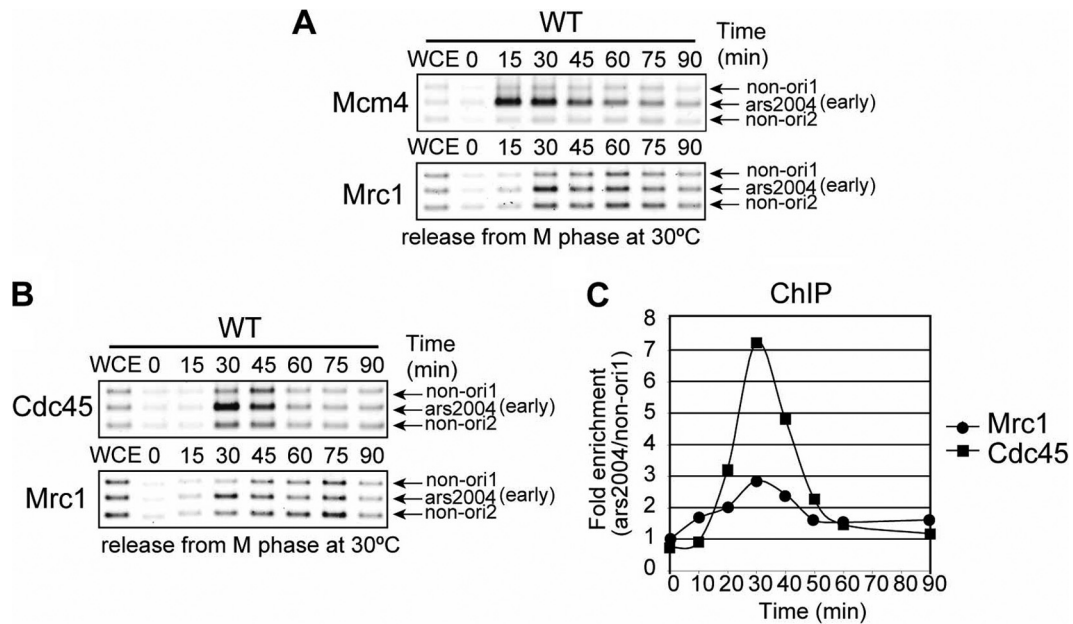 A
WT
Time
(min)
WCE 0 15 30 45 60 75 90
Mcm4
non-ori1
ars2004 (early)
non-ori2
WCE 0 15 30 45 60 75 90
Mrc1
non-ori1
ars2004 (early)
non-ori2
release from M phase at 30ºC
B
WT
Time
(min)
WCE 0 15 30 45 60 75 90
Cdc45
non-ori1
ars2004 (early)
non-ori2
WCE 0 15 30 45 60 75 90
Mrc1
non-ori1
ars2004 (early)
non-ori2
release from M phase at 30ºC
C
ChIP
Fold enrichment
(ars2004/non-ori1)
8
7
6
5
4
3
2
1
0
0 10 20 30 40 50 60 70 80 90
Time (min)
Mrc1
Cdc45